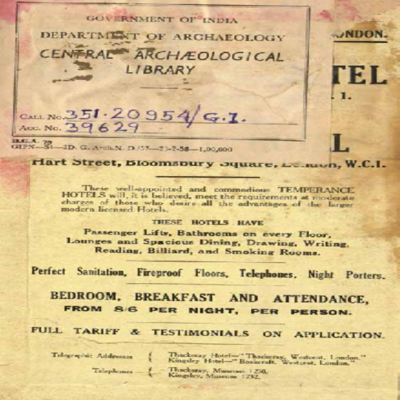 GOVERNMENT OF INDIA
DEPARTMENT OF ARCHAEOLOGY
CENTRAL ARCHÆOLOGICAL
LIBRARY
CALL No. 351.20954/G.I.
ACC. No. 39629
D.G.A. 79
LONDON.
TEL
L
Hart Street, Bloomsbury Square, London, W.C.1.
These well-appointed and commodious TEMPERANCE
HOTELS will, it is believed, meet the requirements at moderate
charges of those who desire all the advantages of the larger
modern licensed Hotels.
THESE HOTELS HAVE
Passenger Lifts, Bathrooms on every Floor,
Lounges and Spacious Dining, Drawing, Writing,
Reading, Billiard, and Smoking Rooms.
Perfect Sanitation, Fireproof Floors, Telephones, Night Porters.
BEDROOM, BREAKFAST AND ATTENDANCE,
FROM 8/6 PER NIGHT, PER PERSON.
FULL TARIFF & TESTIMONIALS ON APPLICATION.
Telegraphic Addresses { Thackeray Hotel—"Thackeray, Westcent, London."
Kingsley Hotel—"Bookcraft, Westcent, London."
Telephones { Thackeray, Museum 1230.
Kingsley, Museum 1232.